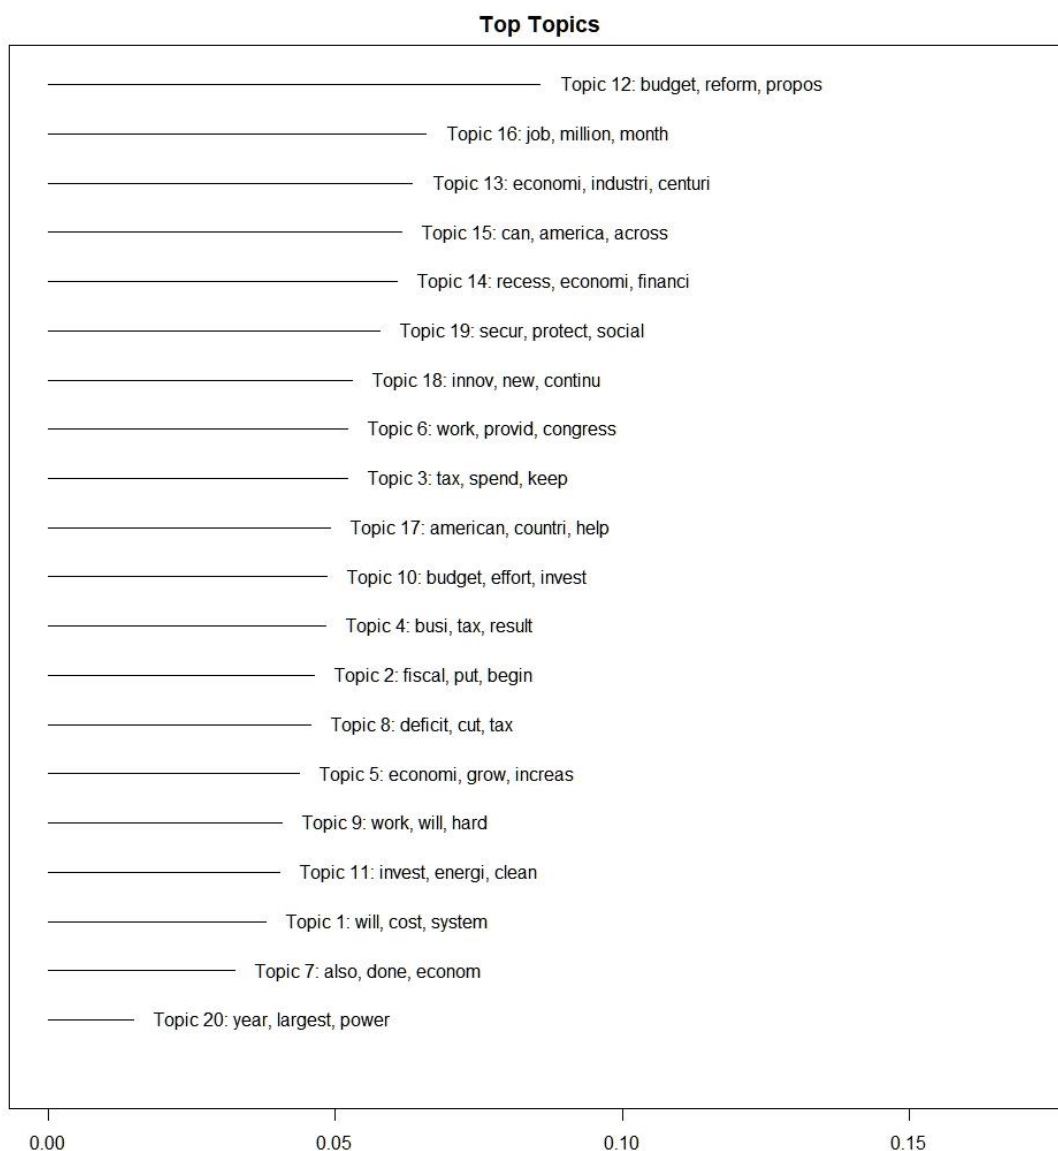 Top Topics
Topic 12: budget, reform, propos
Topic 16: job, million, month
Topic 13: economi, industri, centuri
Topic 15: can, america, across
Topic 14: recess, economi, financi
Topic 19: secur, protect, social
Topic 18: innov, new, continu
Topic 6: work, provid, congress
Topic 3: tax, spend, keep
Topic 17: american, countri, help
Topic 10: budget, effort, invest
Topic 4: busi, tax, result
Topic 2: fiscal, put, begin
Topic 8: deficit, cut, tax
Topic 5: economi, grow, increas
Topic 9: work, will, hard
Topic 11: invest, energi, clean
Topic 1: will, cost, system
Topic 7: also, done, econom
Topic 20: year, largest, power
0.00 0.05 0.10 0.15